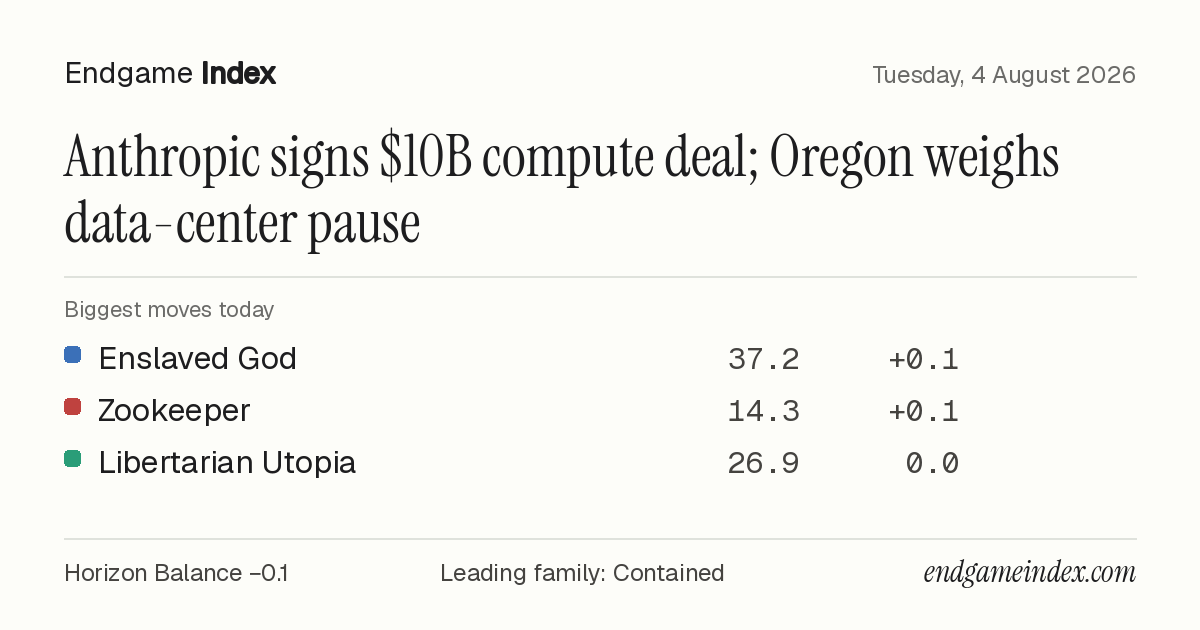 Endgame Index
Tuesday, 4 August 2026
Anthropic signs $10B compute deal; Oregon weighs
data-center pause
Biggest moves today
Enslaved God 37.2 +0.1
Zookeeper 14.3 +0.1
Libertarian Utopia 26.9 0.0
Horizon Balance −0.1 Leading family: Contained endgameindex.com